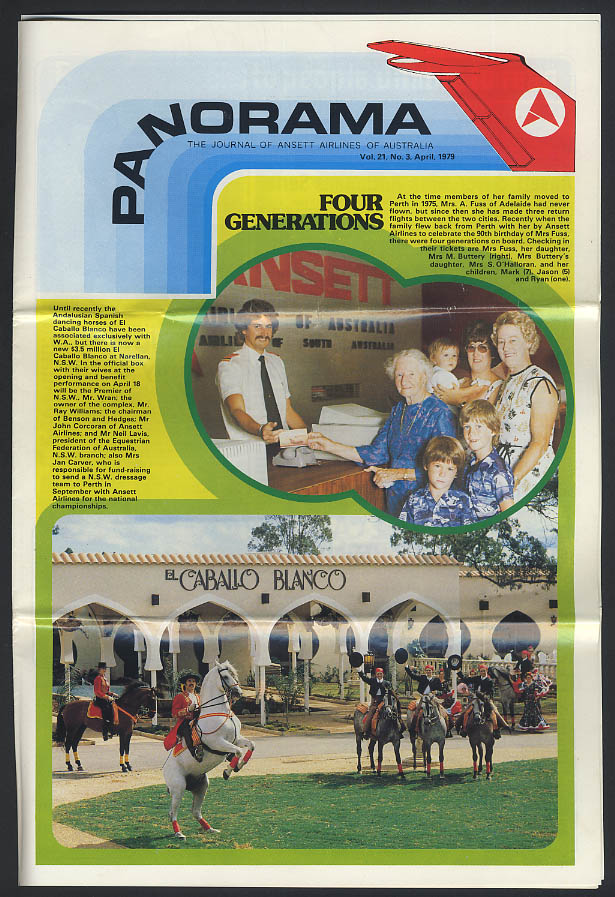 PANORAMA
THE JOURNAL OF ANSETT AIRLINES OF AUSTRALIA
Vol. 21, No. 3, April, 1979
FOUR
GENERATIONS
At the time members of her family moved to
Perth in 1975, Mrs. A. Fuss of Adelaide had never
flown, but since then she has made three return
flights between the two cities. Recently when the
family flew back from Perth with her by Ansett
Airlines to celebrate the 90th birthday of Mrs Fuss,
there were four generations on board. Checking in
their tickets are Mrs Fuss, her daughter,
Mrs M. Buttery (right). Mrs Buttery's
daughter, Mrs S. O'Halloran, and her
children, Mark (7), Jason (5)
and Ryan (one).
ANSETT
AIRLINES OF AUSTRALIA
AIRLINES OF SOUTH AUSTRALIA
Until recently the
Andalusian Spanish
dancing horses of El
Caballo Blanco have been
associated exclusively with
W.A., but there is now a
new $3.5 million El
Caballo Blanco at Narellan,
N.S.W. In the official box
with their wives at the
opening and benefit
performance on April 18
will be the Premier of
N.S.W., Mr. Wran; the
owner of the complex, Mr.
Ray Williams; the chairman
of Benson and Hedges; Mr
John Corcoran of Ansett
Airlines; and Mr Neil Lavis,
president of the Equestrian
Federation of Australia,
N.S.W. branch; also Mrs
Jan Carver, who is
responsible for fund-raising
to send a N.S.W. dressage
team to Perth in
September with Ansett
Airlines for the national
championships.
EL CABALLO BLANCO